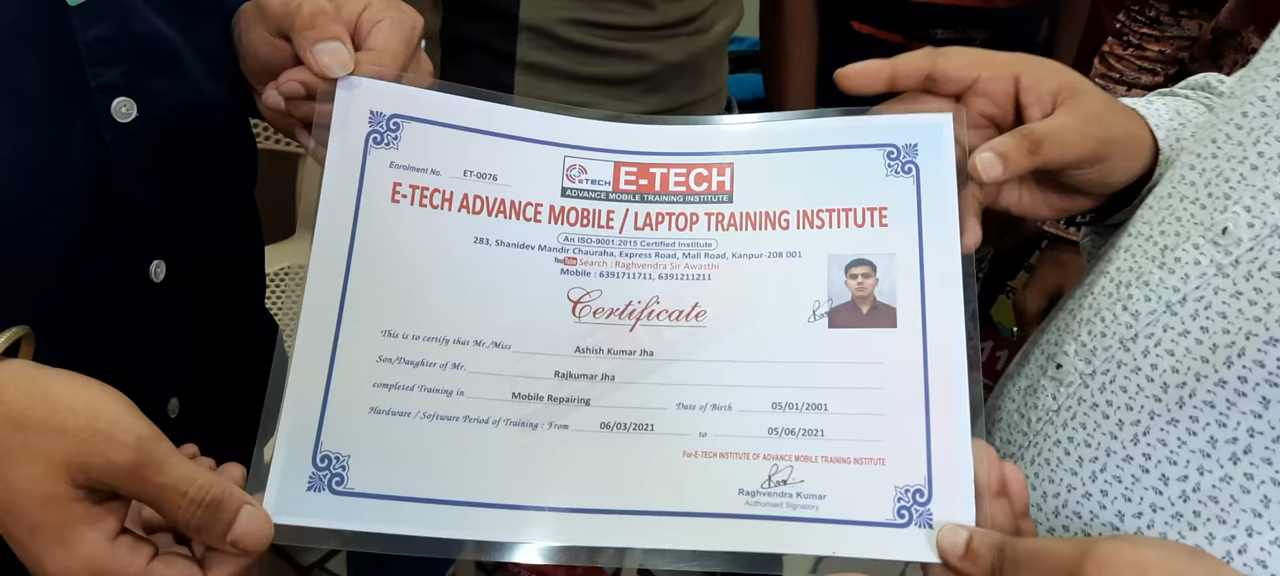 Enrolment No. ET-0076
eTECH E-TECH
ADVANCE MOBILE TRAINING INSTITUTE
E-TECH ADVANCE MOBILE / LAPTOP TRAINING INSTITUTE
An ISO-9001:2015 Certified Institute
283, Shanidev Mandir Chauraha, Express Road, Mall Road, Kanpur-208 001
YouTube Search : Raghvendra Sir Awasthi
Mobile : 6391711711, 6391211211
Certificate
This is to certify that Mr./Miss Ashish Kumar Jha
Son/Daughter of Mr. Rajkumar Jha
completed Training in Mobile Repairing Date of Birth 05/01/2001
Hardware / Software Period of Training : From 06/03/2021 to 05/06/2021
For-E-TECH INSTITUTE OF ADVANCE MOBILE TRAINING INSTITUTE
Raghvendra Kumar
Authorised Signatory